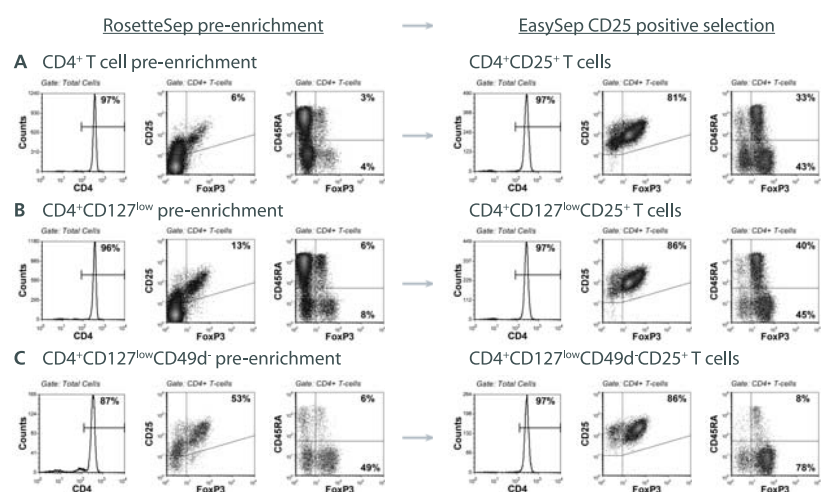 RosetteSep pre-enrichment
EasySep CD25 positive selection
A CD4⁺ T cell pre-enrichment
CD4⁺CD25⁺ T cells
Gate: Total Cells
Gate: CD4+ T-cells
Gate: CD4+ T-cells
Gate: Total Cells
Gate: CD4+ T-cells
Gate: CD4+ T-cells
97%
6%
3%
4%
97%
81%
33%
43%
Counts
CD25
CD45RA
Counts
CD25
CD45RA
CD4
FoxP3
FoxP3
CD4
FoxP3
FoxP3
B CD4⁺CD127ˡᵒʷ pre-enrichment
CD4⁺CD127ˡᵒʷCD25⁺ T cells
Gate: Total Cells
Gate: CD4+ T-cells
Gate: CD4+ T-cells
Gate: Total Cells
Gate: CD4+ T-cells
Gate: CD4+ T-cells
96%
13%
6%
8%
97%
86%
40%
45%
Counts
CD25
CD45RA
Counts
CD25
CD45RA
CD4
FoxP3
FoxP3
CD4
FoxP3
FoxP3
C CD4⁺CD127ˡᵒʷCD49d⁻ pre-enrichment
CD4⁺CD127ˡᵒʷCD49d⁻CD25⁺ T cells
Gate: Total Cells
Gate: CD4+ T-cells
Gate: CD4+ T-cells
Gate: Total Cells
Gate: CD4+ T-cells
Gate: CD4+ T-cells
87%
53%
6%
49%
97%
86%
8%
78%
Counts
CD25
CD45RA
Counts
CD25
CD45RA
CD4
FoxP3
FoxP3
CD4
FoxP3
FoxP3